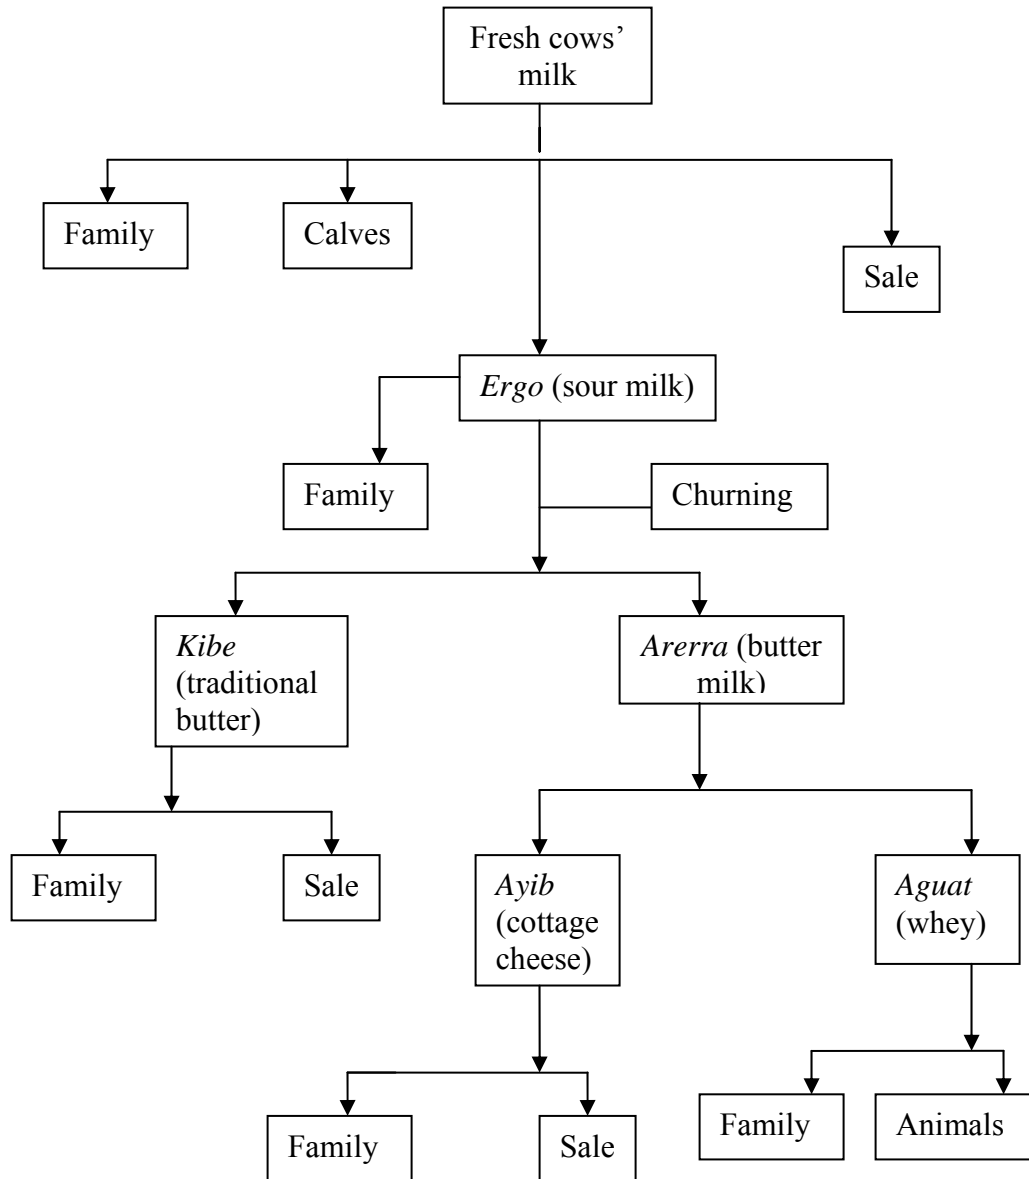 Fresh cows’
milk
Family
Calves
Sale
Ergo (sour milk)
Family
Churning
Kibe
(traditional
butter)
Arerra (butter
milk)
Family
Sale
Ayib
(cottage
cheese)
Aguat
(whey)
Family
Sale
Family
Animals